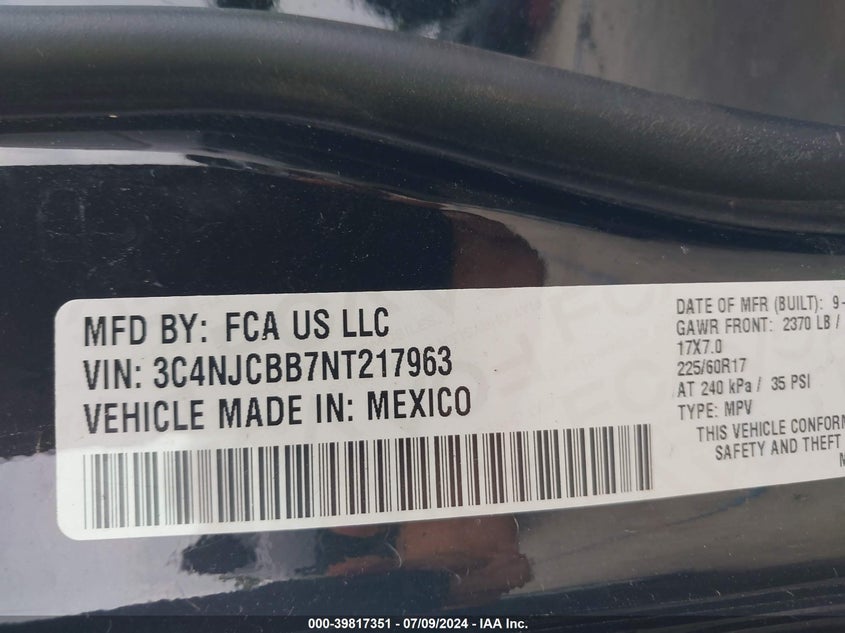 MFD BY: FCA US LLC
VIN: 3C4NJCBB7NT217963
VEHICLE MADE IN: MEXICO
DATE OF MFR (BUILT): 9-
GAWR FRONT: 2370 LB /
17X7.0
225/60R17
AT 240 kPa / 35 PSI
TYPE: MPV
THIS VEHICLE CONFORM
SAFETY AND THEFT
000-39817351 - 07/09/2024 - IAA Inc.